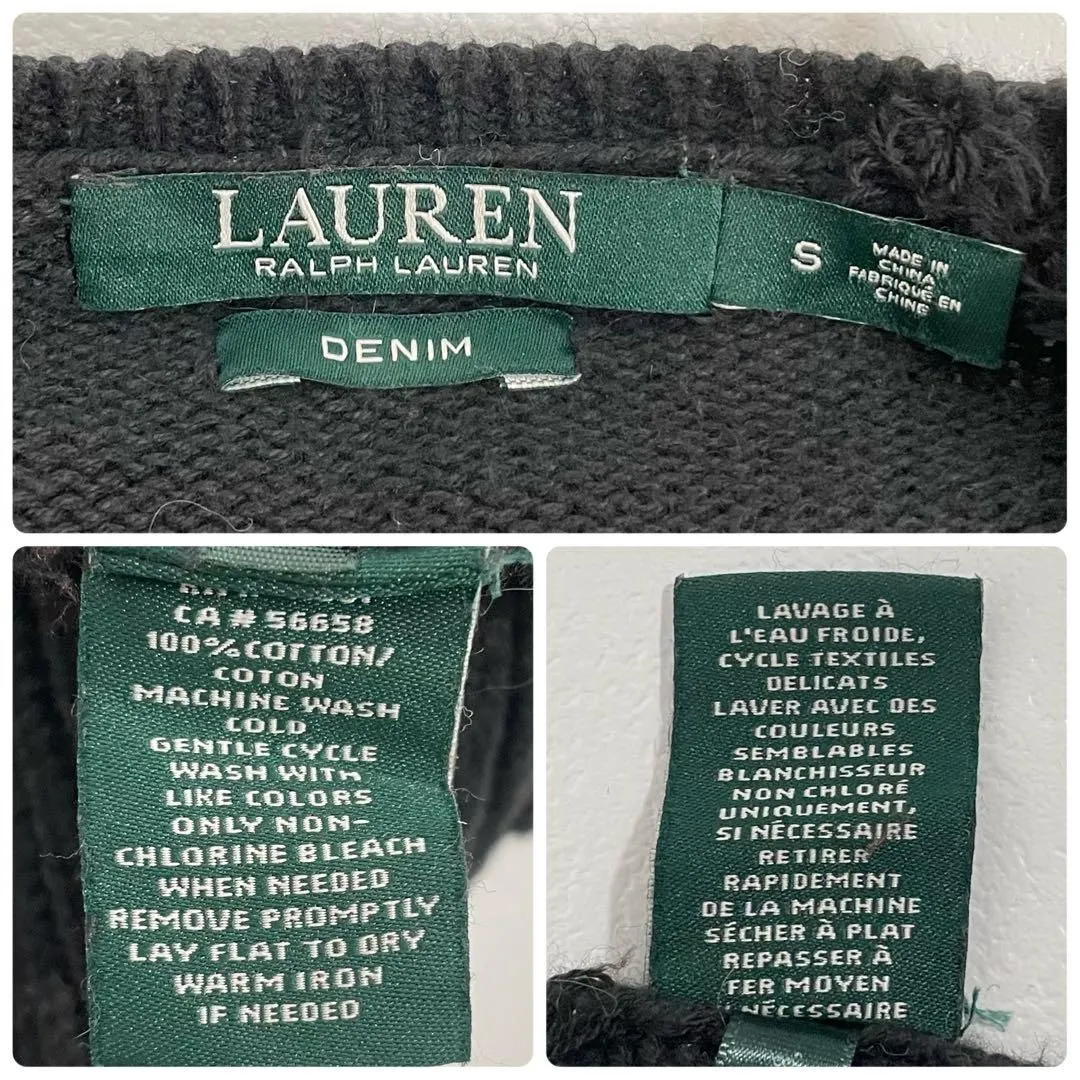 LAUREN
RALPH LAUREN
DENIM
S
MADE IN
CHINA
FABRIQUÉ EN
CHINE
CA # 56658
100% COTTON/
COTON
MACHINE WASH
COLD
GENTLE CYCLE
WASH WITH
LIKE COLORS
ONLY NON-
CHLORINE BLEACH
WHEN NEEDED
REMOVE PROMPTLY
LAY FLAT TO DRY
WARM IRON
IF NEEDED
LAVAGE À
L'EAU FROIDE,
CYCLE TEXTILES
DELICATS
LAVER AVEC DES
COULEURS
SEMBLABLES
BLANCHISSEUR
NON CHLORÉ
UNIQUEMENT,
SI NÉCESSAIRE
RETIRER
RAPIDEMENT
DE LA MACHINE
SÉCHER À PLAT
REPASSER À
FER MOYEN
NÉCESSAIRE